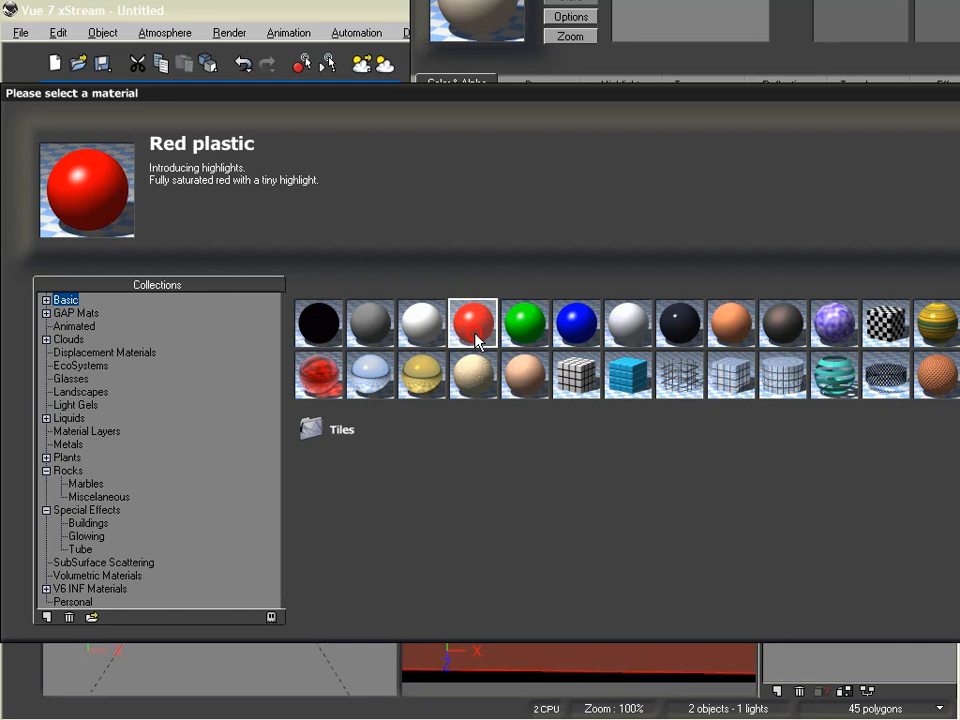 Vue 7 xStream - Untitled
File Edit Object Atmosphere Render Animation Automation
Options
Zoom
Color & Alpha
Please select a material
Red plastic
Introducing highlights.
Fully saturated red with a tiny highlight.
Collections
Basic
GAP Mats
Animated
Clouds
Displacement Materials
EcoSystems
Glasses
Landscapes
Light Gels
Liquids
Material Layers
Metals
Plants
Rocks
Marbles
Miscellaneous
Special Effects
Buildings
Glowing
Tube
SubSurface Scattering
Volumetric Materials
V6 INF Materials
Personal
Tiles
X
X
Z
2 CPU Zoom : 100% 2 objects - 1 lights 45 polygons